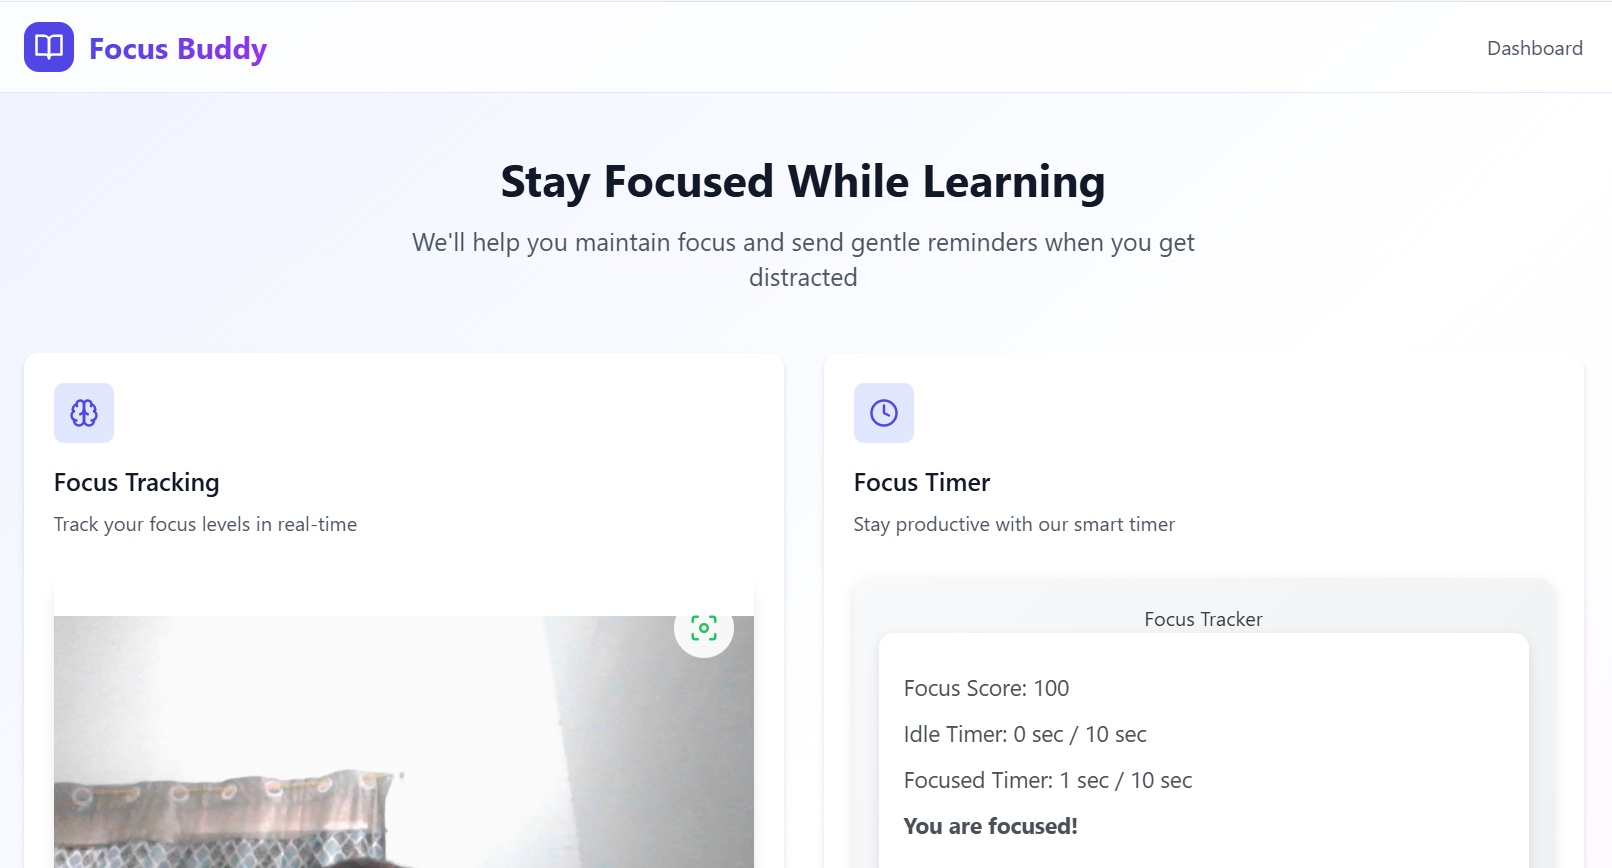 Focus Buddy
Dashboard
Stay Focused While Learning
We'll help you maintain focus and send gentle reminders when you get
distracted
Focus Tracking
Track your focus levels in real-time
Focus Timer
Stay productive with our smart timer
Focus Tracker
Focus Score: 100
Idle Timer: 0 sec / 10 sec
Focused Timer: 1 sec / 10 sec
You are focused!